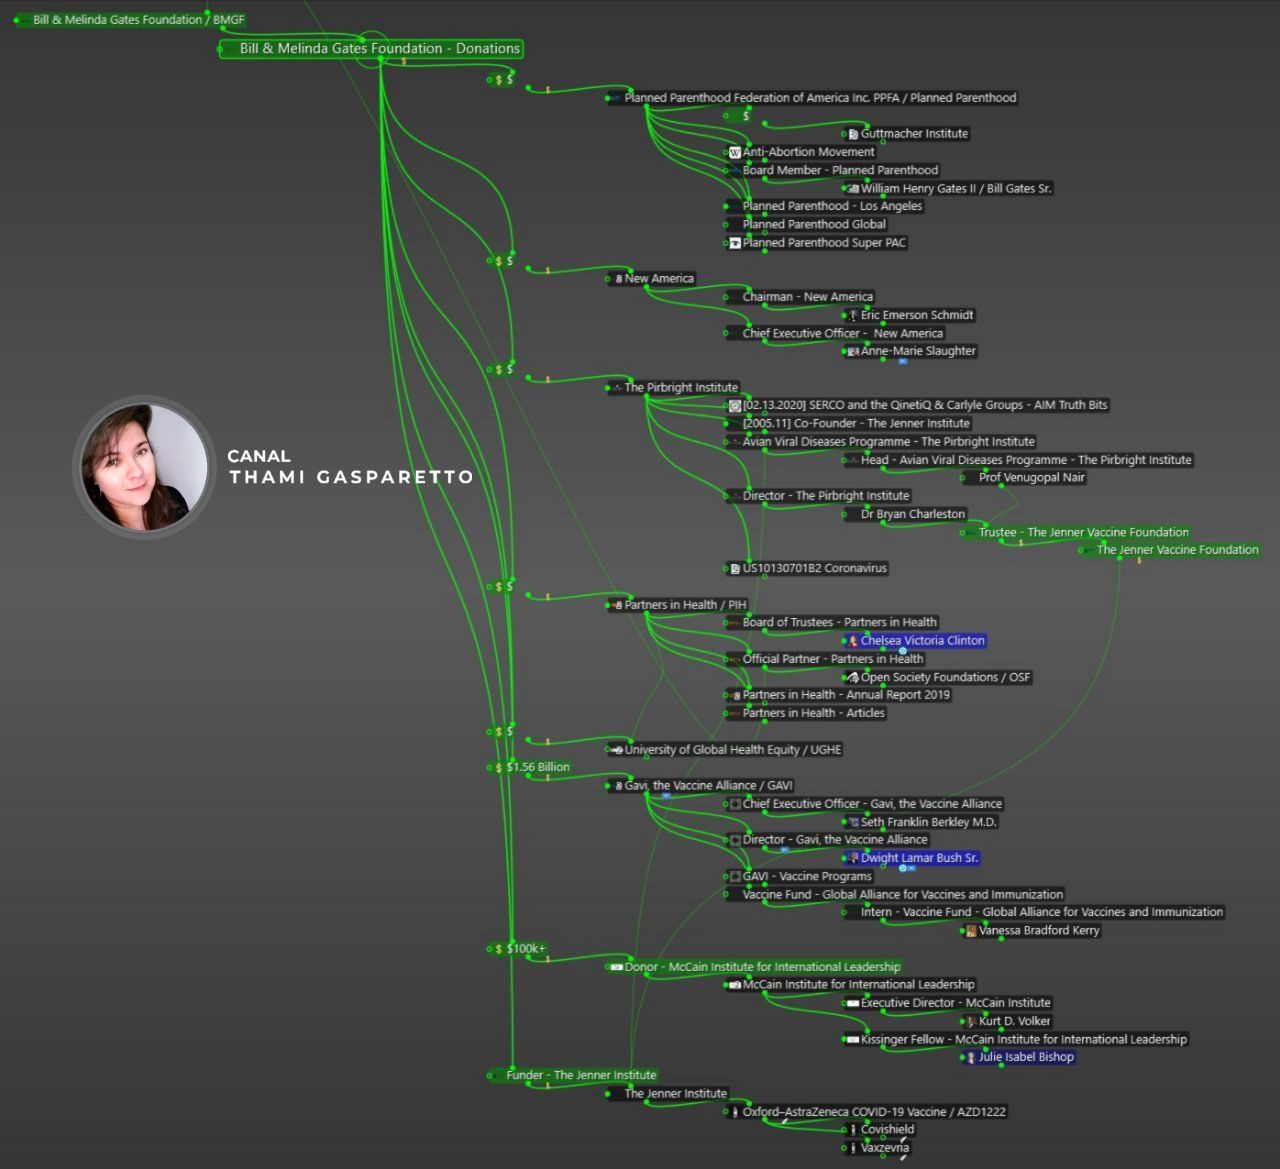 Bill & Melinda Gates Foundation / BMGF
Bill & Melinda Gates Foundation - Donations
$
$ $
$
Planned Parenthood Federation of America Inc. PPFA / Planned Parenthood
$
Guttmacher Institute
Anti-Abortion Movement
Board Member - Planned Parenthood
William Henry Gates II / Bill Gates Sr.
Planned Parenthood - Los Angeles
Planned Parenthood Global
Planned Parenthood Super PAC
$ $
$
New America
Chairman - New America
Eric Emerson Schmidt
Chief Executive Officer - New America
Anne-Marie Slaughter
$ $
$
The Pirbright Institute
[02.13.2020] SERCO and the QinetiQ & Carlyle Groups - AIM Truth Bits
[2005.11] Co-Founder - The Jenner Institute
Avian Viral Diseases Programme - The Pirbright Institute
Head - Avian Viral Diseases Programme - The Pirbright Institute
Prof Venugopal Nair
Director - The Pirbright Institute
Dr Bryan Charleston
Trustee - The Jenner Vaccine Foundation
$
The Jenner Vaccine Foundation
$
US10130701B2 Coronavirus
CANAL
THAMI GASPARETTO
$ $
$
Partners in Health / PIH
Board of Trustees - Partners in Health
Chelsea Victoria Clinton
Official Partner - Partners in Health
Open Society Foundations / OSF
Partners in Health - Annual Report 2019
Partners in Health - Articles
$ $
$
University of Global Health Equity / UGHE
$ $1.56 Billion
$
Gavi, the Vaccine Alliance / GAVI
Chief Executive Officer - Gavi, the Vaccine Alliance
Seth Franklin Berkley M.D.
Director - Gavi, the Vaccine Alliance
Dwight Lamar Bush Sr.
GAVI - Vaccine Programs
Vaccine Fund - Global Alliance for Vaccines and Immunization
Intern - Vaccine Fund - Global Alliance for Vaccines and Immunization
Vanessa Bradford Kerry
$ $100k+
$
Donor - McCain Institute for International Leadership
McCain Institute for International Leadership
Executive Director - McCain Institute
Kurt D. Volker
Kissinger Fellow - McCain Institute for International Leadership
Julie Isabel Bishop
Funder - The Jenner Institute
$
The Jenner Institute
Oxford–AstraZeneca COVID-19 Vaccine / AZD1222
Covishield
Vaxzevria